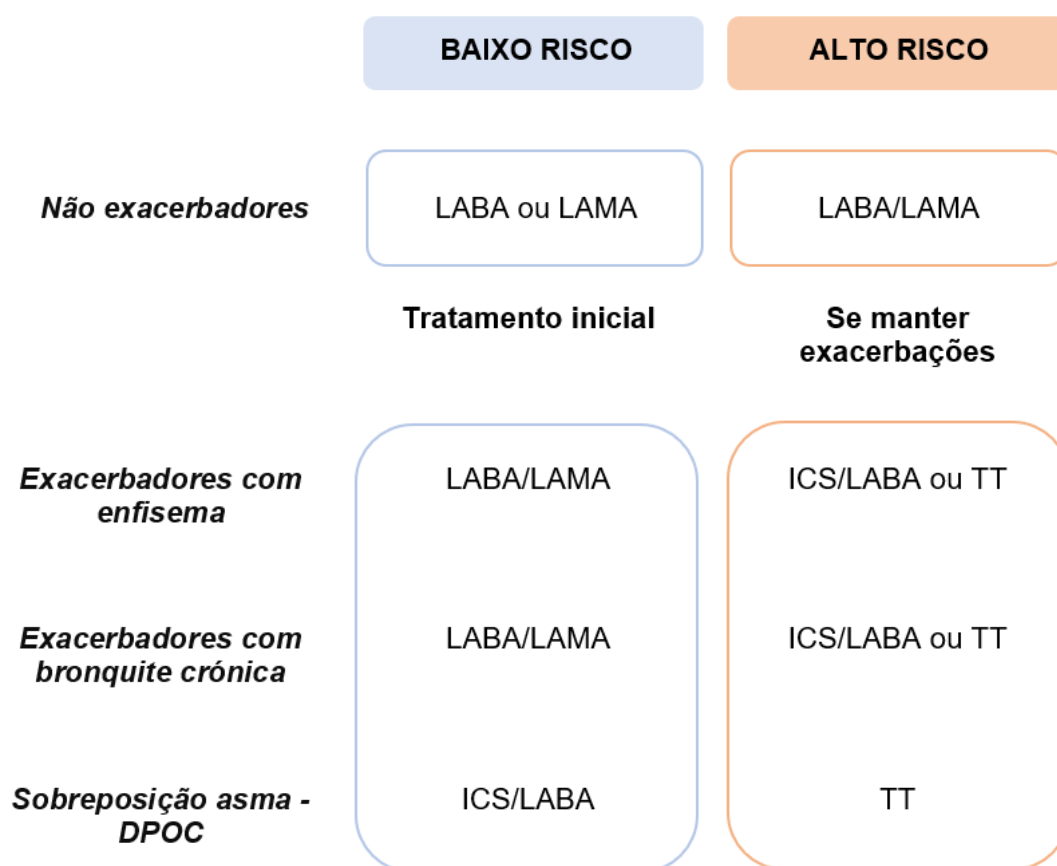 BAIXO RISCO ALTO RISCO
Não exacerbadores LABA ou LAMA LABA/LAMA
Tratamento inicial Se manter
exacerbações
Exacerbadores com LABA/LAMA ICS/LABA ou TT
enfisema
Exacerbadores com LABA/LAMA ICS/LABA ou TT
bronquite crónica
Sobreposição asma - ICS/LABA TT
DPOC